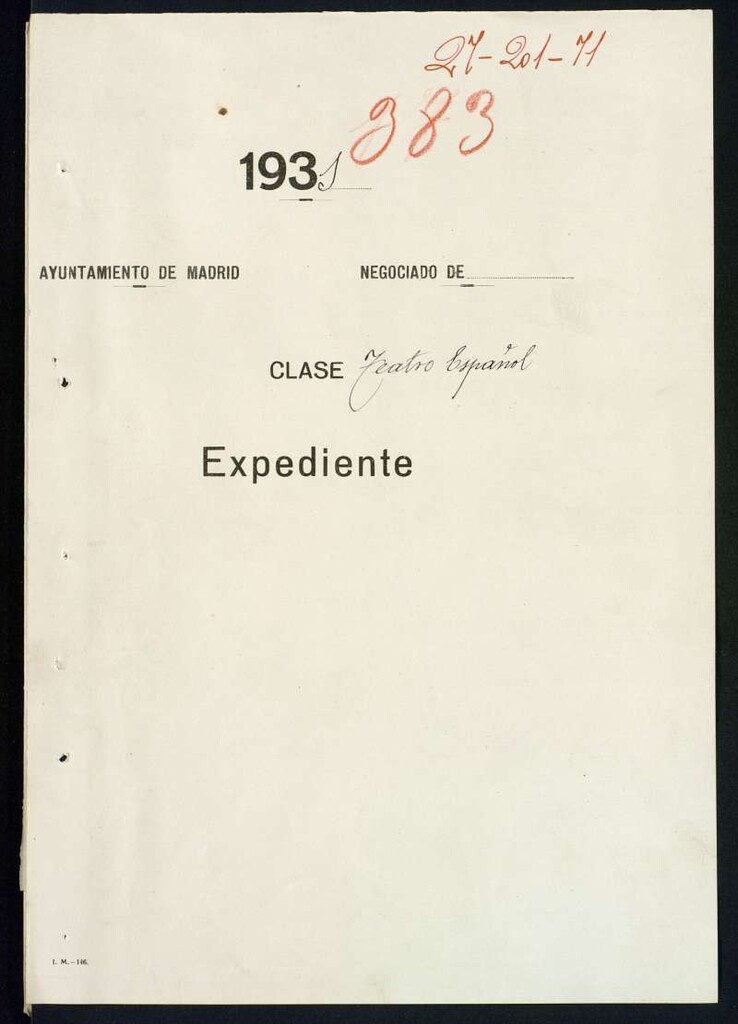 27-201-71
383
1931
AYUNTAMIENTO DE MADRID
NEGOCIADO DE
CLASE Teatro Español
Expediente
I. M.-146.